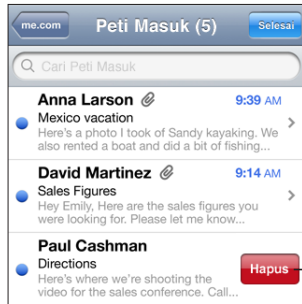 me.com
Peti Masuk (5)
Selesai
Cari Peti Masuk
Anna Larson
9:39 AM
Mexico vacation
Here's a photo I took of Sandy kayaking. We
also rented a boat and did a bit of fishing...
David Martinez
9:14 AM
Sales Figures
Hey Emily, Here are the sales figures you
were looking for. Please let me know...
Paul Cashman
Directions
Here's where we're shooting the
video for the sales conference. Call...
Hapus